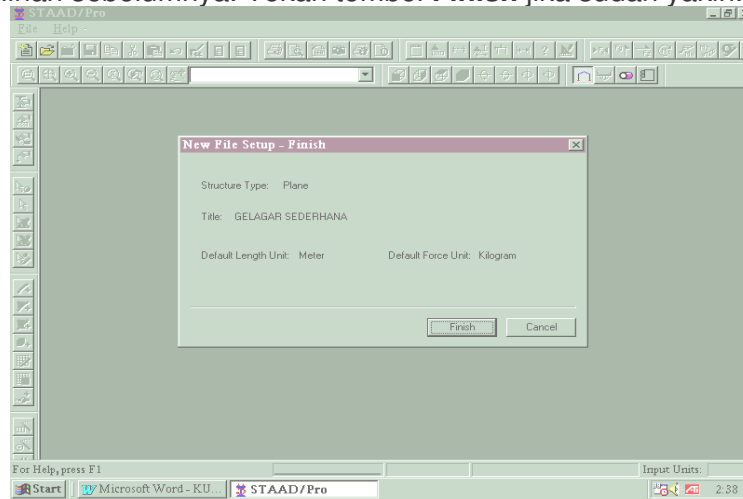 STAAD/Pro
File Help
New File Setup - Finish
Structure Type: Plane
Title: GELAGAR SEDERHANA
Default Length Unit: Meter Default Force Unit: Kilogram
Finish Cancel
For Help, press F1 Input Units:
Start Microsoft Word - KU... STAAD/Pro 2:38